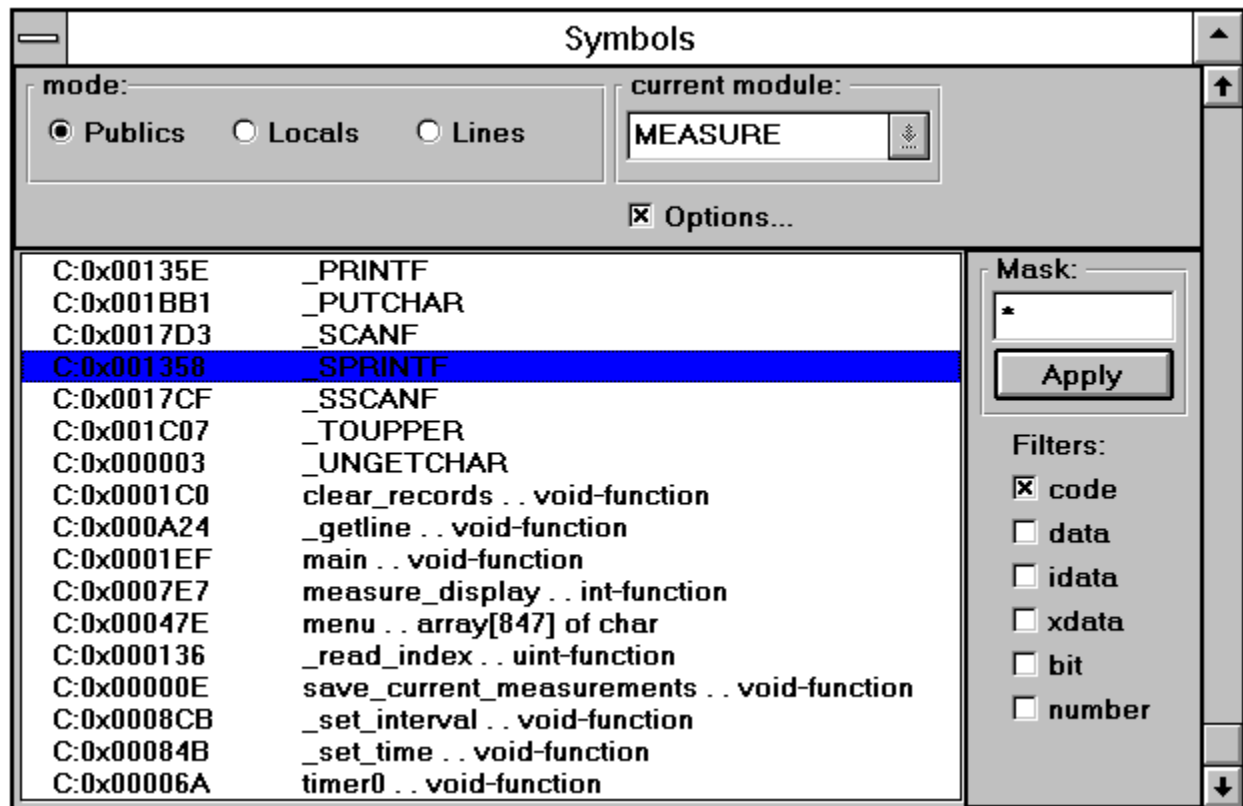 Symbols
mode:
Publics Locals Lines
current module:
MEASURE
Options...
C:0x00135E _PRINTF
C:0x001BB1 _PUTCHAR
C:0x0017D3 _SCANF
C:0x001358 _SPRINTF
C:0x0017CF _SSCANF
C:0x001C07 _TOUPPER
C:0x000003 _UNGETCHAR
C:0x0001C0 clear_records . . void-function
C:0x000A24 _getline . . void-function
C:0x0001EF main . . void-function
C:0x0007E7 measure_display . . int-function
C:0x00047E menu . . array[847] of char
C:0x000136 _read_index . . uint-function
C:0x00000E save_current_measurements . . void-function
C:0x0008CB _set_interval . . void-function
C:0x00084B _set_time . . void-function
C:0x00006A timer0 . . void-function
Mask:
*
Apply
Filters:
code
data
idata
xdata
bit
number